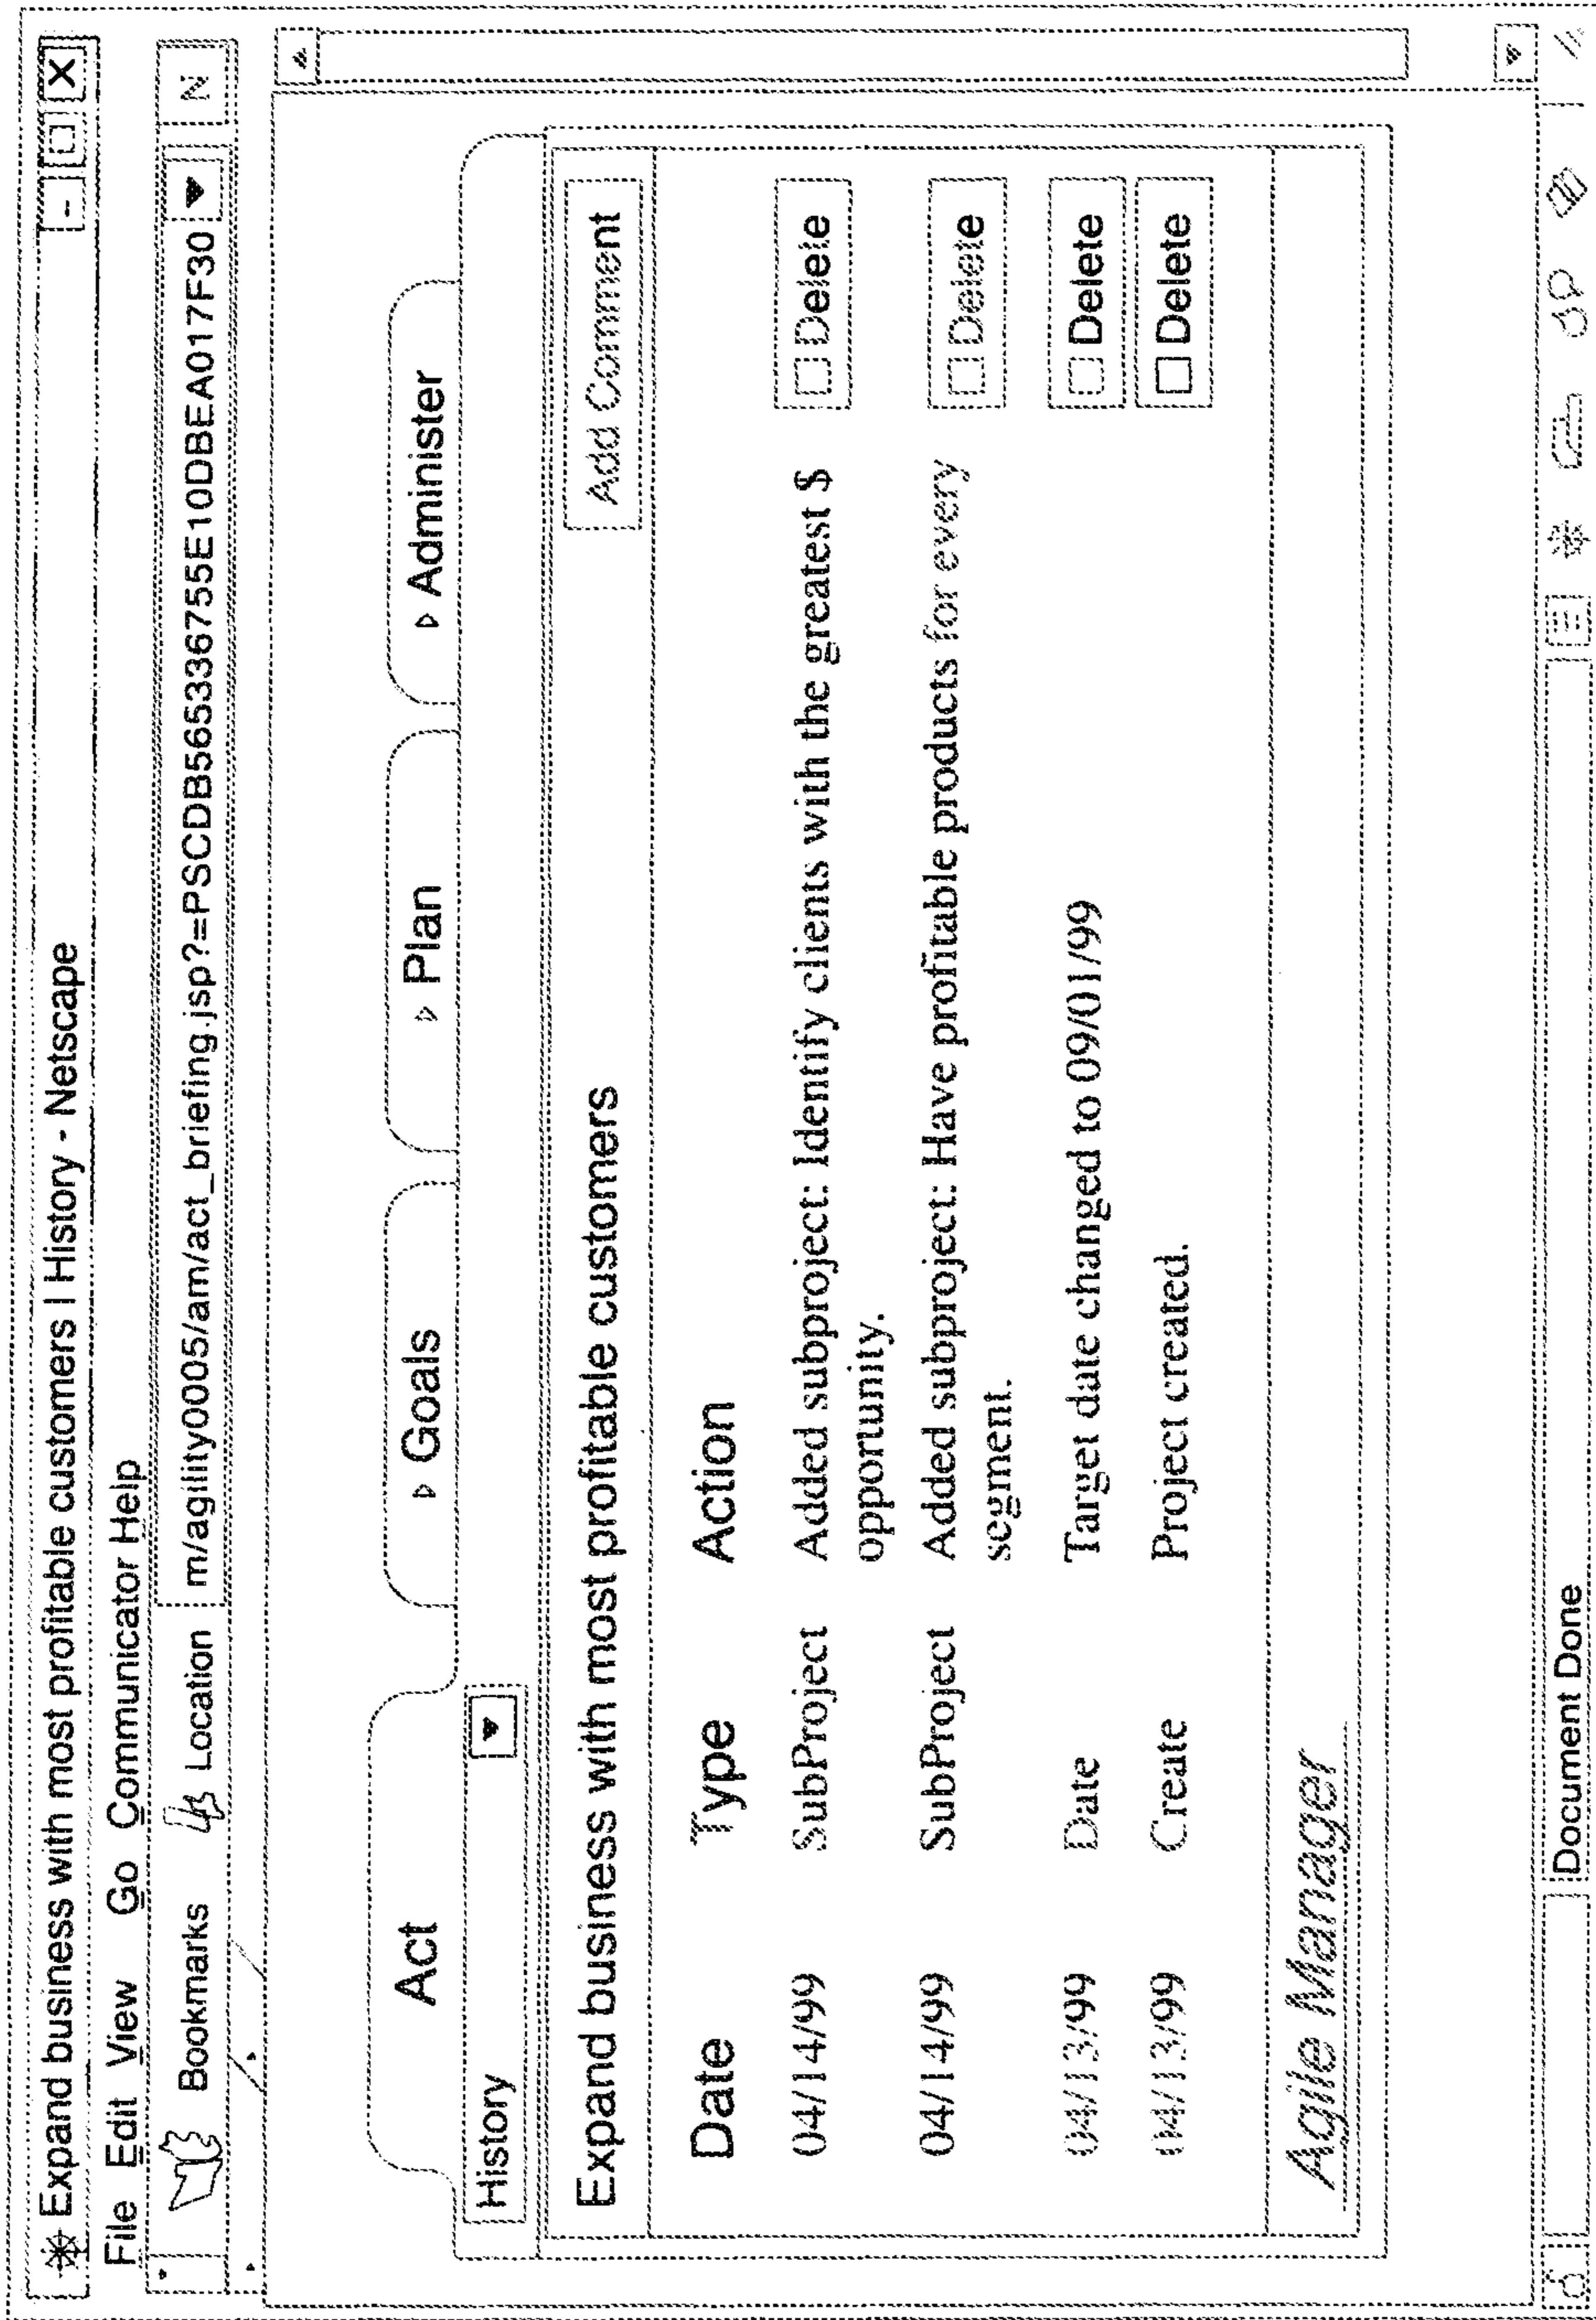 Expand business with most profitable customers | History - Netscape
File Edit View Go Communicator Help
Bookmarks Location m/agility0005/am/act_briefing.jsp?=PSCDB565336755E10DBEA017F30 N
Act Goals Plan Administer
History
Expand business with most profitable customers Add Comment
Date Type Action
04/14/99 SubProject Added subproject: Identify clients with the greatest $ Delete
opportunity.
04/14/99 SubProject Added subproject: Have profitable products for every Delete
segment.
04/13/99 Date Target date changed to 09/01/99 Delete
04/13/99 Create Project created. Delete
Agile Manager
Document Done